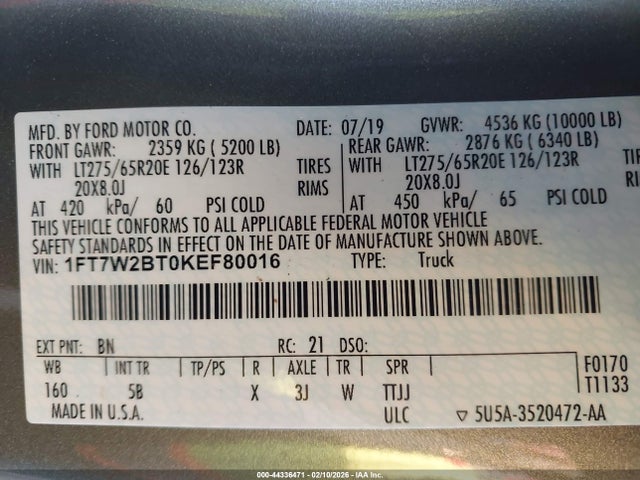 MFD. BY FORD MOTOR CO. DATE: 07/19 GVWR: 4536 KG (10000 LB)
FRONT GAWR: 2359 KG ( 5200 LB) REAR GAWR: 2876 KG ( 6340 LB)
WITH LT275/65R20E 126/123R TIRES WITH LT275/65R20E 126/123R TIRES
20X8.0J RIMS 20X8.0J RIMS
AT 420 kPa/ 60 PSI COLD AT 450 kPa/ 65 PSI COLD
THIS VEHICLE CONFORMS TO ALL APPLICABLE FEDERAL MOTOR VEHICLE
SAFETY STANDARDS IN EFFECT ON THE DATE OF MANUFACTURE SHOWN ABOVE.
VIN: 1FT7W2BT0KEF80016 TYPE: Truck
EXT PNT: BN RC: 21 DSO:
WB INT TR TP/PS R AXLE TR SPR F0170
160 5B X 3J W TTJJ T1133
MADE IN U.S.A. ULC ▽ 5U5A-3520472-AA
000-44336471 - 02/10/2026 - IAA Inc.